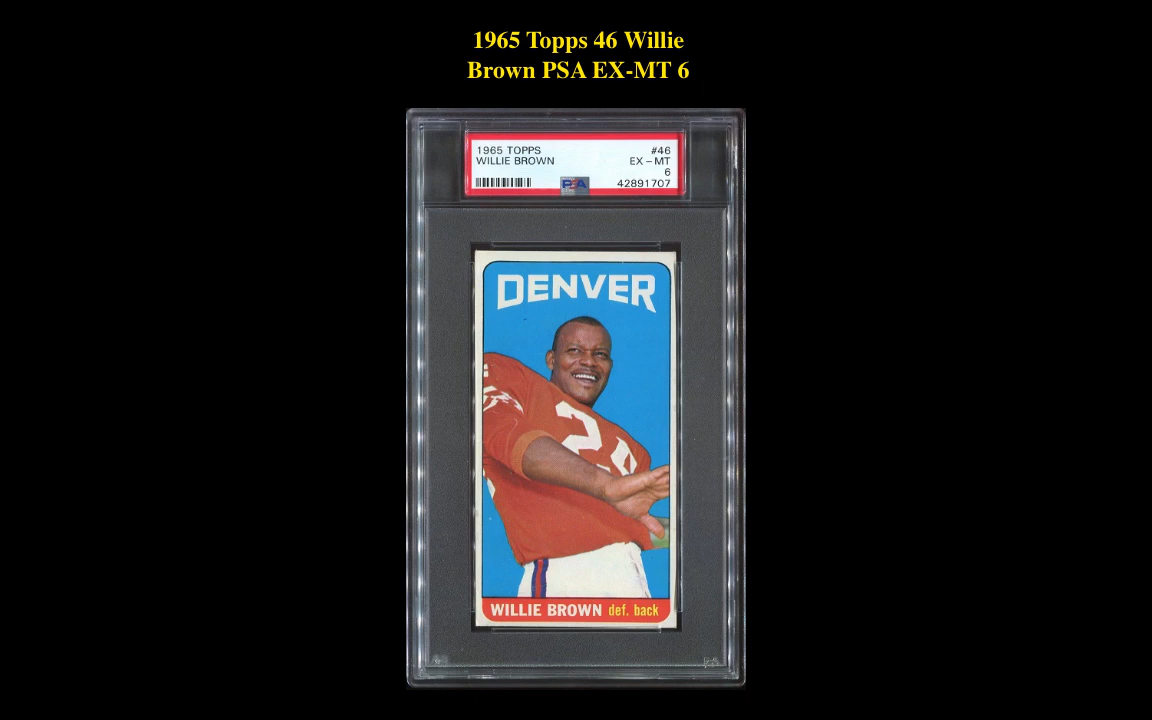 1965 Topps 46 Willie
Brown PSA EX-MT 6
1965 TOPPS #46
WILLIE BROWN EX – MT
6
PSA 42891707
DENVER
WILLIE BROWN def. back